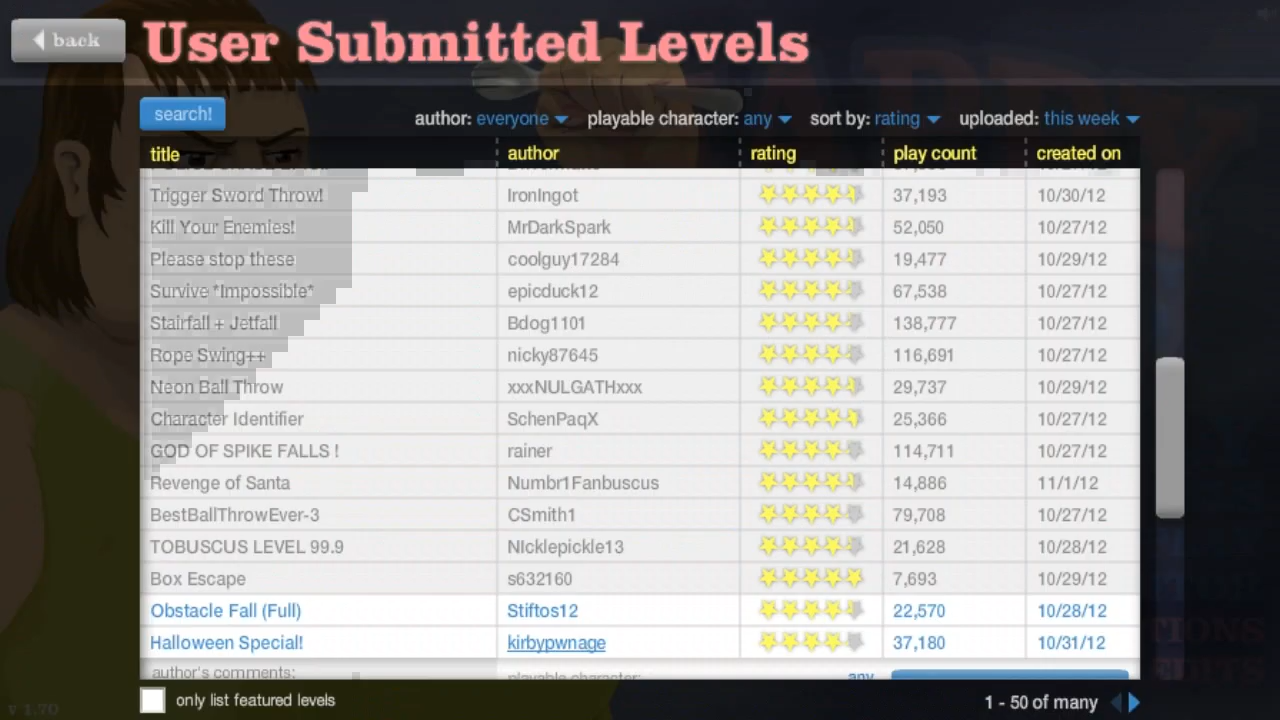 back
User Submitted Levels
search!
author: everyone playable character: any sort by: rating uploaded: this week
title author rating play count created on
Trigger Sword Throw! IronIngot 37,193 10/30/12
Kill Your Enemies! MrDarkSpark 52,050 10/27/12
Please stop these coolguy17284 19,477 10/29/12
Survive *Impossible* epicduck12 67,538 10/27/12
Stairfall + Jetfall Bdog1101 138,777 10/27/12
Rope Swing++ nicky87645 116,691 10/27/12
Neon Ball Throw xxxNULGATHxxx 29,737 10/29/12
Character Identifier SchenPaqX 25,366 10/27/12
GOD OF SPIKE FALLS ! rainer 114,711 10/27/12
Revenge of Santa Numbr1Fanbuscus 14,886 11/1/12
BestBallThrowEver-3 CSmith1 79,708 10/27/12
TOBUSCUS LEVEL 99.9 NIcklepickle13 21,628 10/28/12
Box Escape s632160 7,693 10/29/12
Obstacle Fall (Full) Stiftos12 22,570 10/28/12
Halloween Special! kirbypwnage 37,180 10/31/12
author's comments: playable character: any
only list featured levels 1 - 50 of many
v 1.70